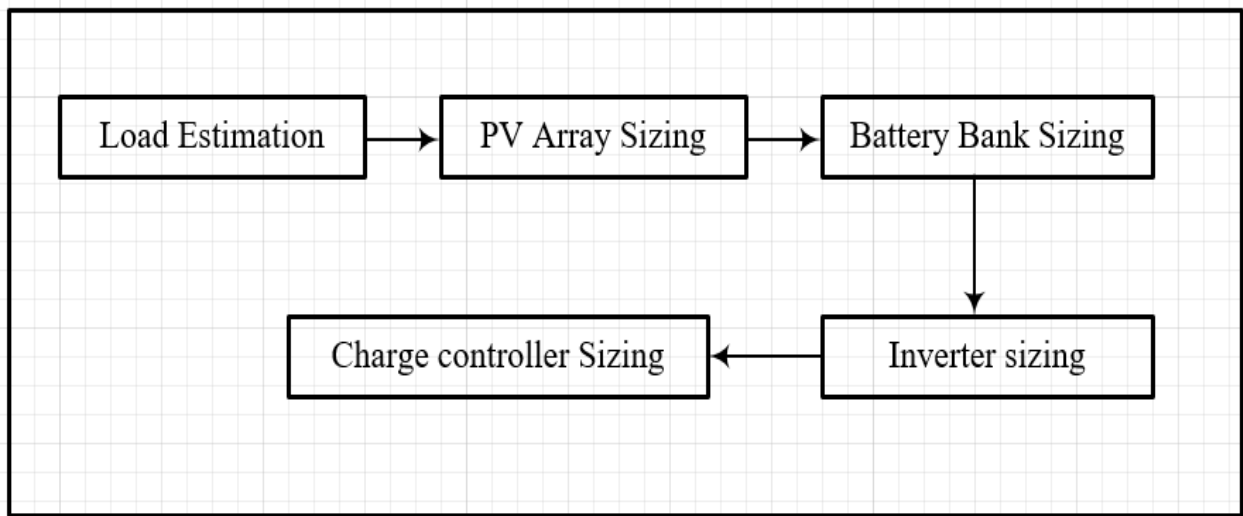 Load Estimation
PV Array Sizing
Battery Bank Sizing
Inverter sizing
Charge controller Sizing